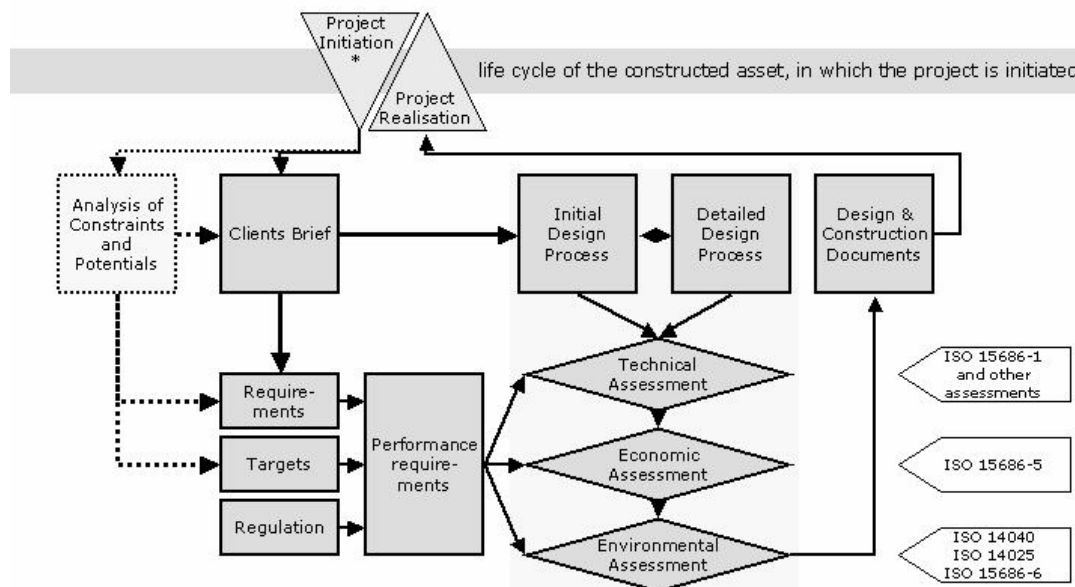 Project
Initiation
*
life cycle of the constructed asset, in which the project is initiated
Project
Realisation
Analysis of
Constraints
and
Potentials
Clients Brief
Initial
Design
Process
Detailed
Design
Process
Design &
Construction
Documents
Technical
Assessment
ISO 15686-1
and other
assessments
Require-
ments
Performance
require-
ments
Targets
Economic
Assessment
ISO 15686-5
Regulation
Environmental
Assessment
ISO 14040
ISO 14025
ISO 15686-6